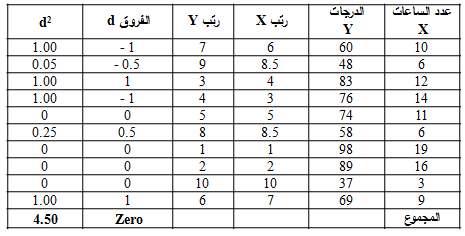 عدد الساعات X الدرجات Y رتب X رتب Y الفروق d d²
10 60 6 7 - 1 1.00
6 48 8.5 9 - 0.5 0.05
12 83 4 3 1 1.00
14 76 3 4 - 1 1.00
11 74 5 5 0 0
6 58 8.5 8 0.5 0.25
19 98 1 1 0 0
16 89 2 2 0 0
3 37 10 10 0 0
9 69 7 6 1 1.00
المجموع Zero 4.50